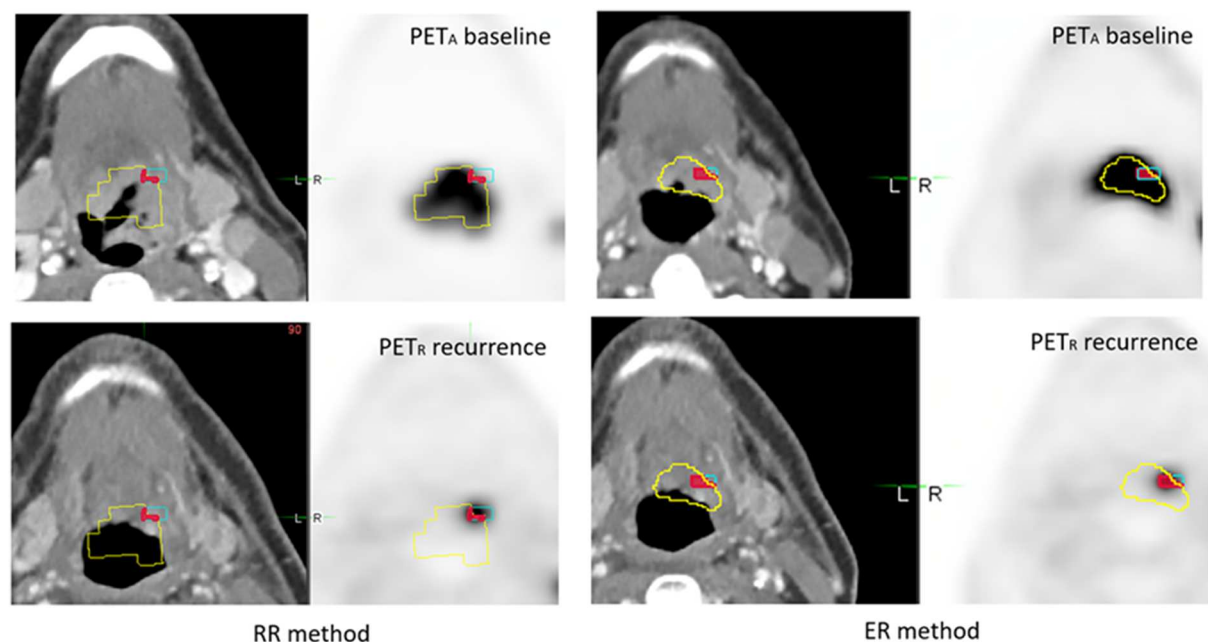 PETA baseline
PETA baseline
L R
L R
90
PETR recurrence
PETR recurrence
L R
L R
RR method
ER method